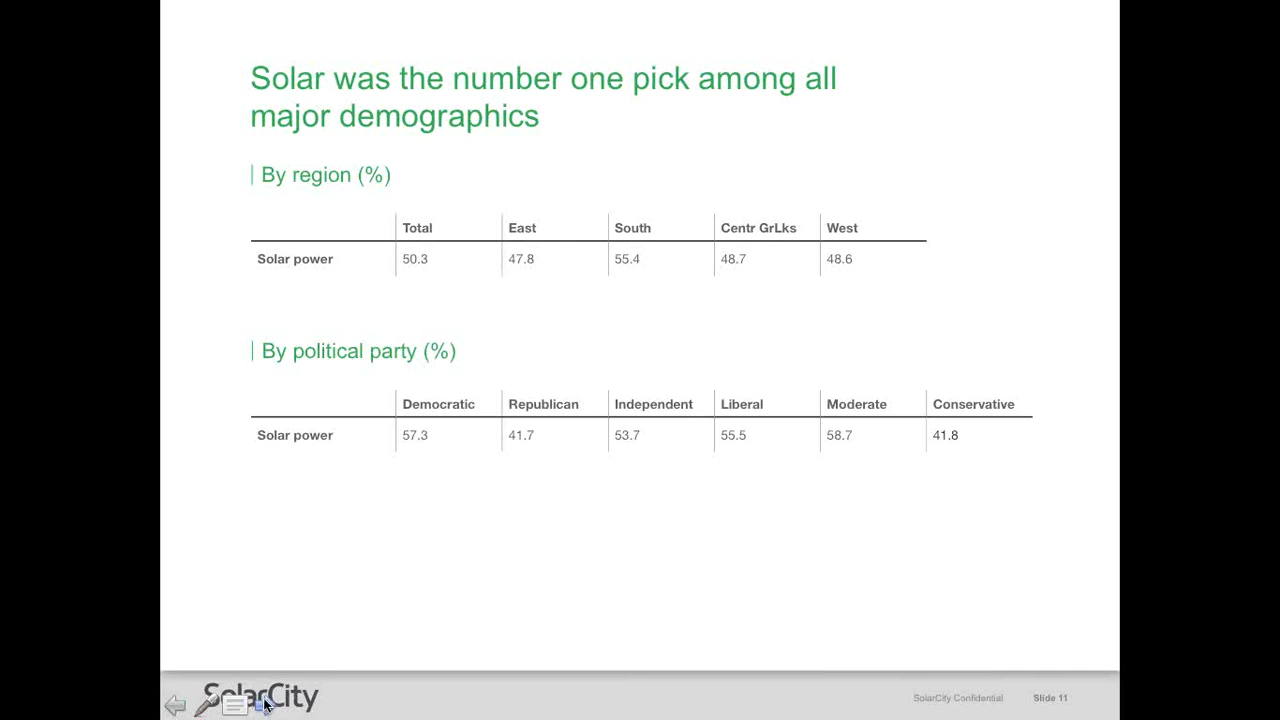 Solar was the number one pick among all
major demographics
By region (%)
Total East South Centr GrLks West
Solar power 50.3 47.8 55.4 48.7 48.6
By political party (%)
Democratic Republican Independent Liberal Moderate Conservative
Solar power 57.3 41.7 53.7 55.5 58.7 41.8
SolarCity SolarCity Confidential Slide 11